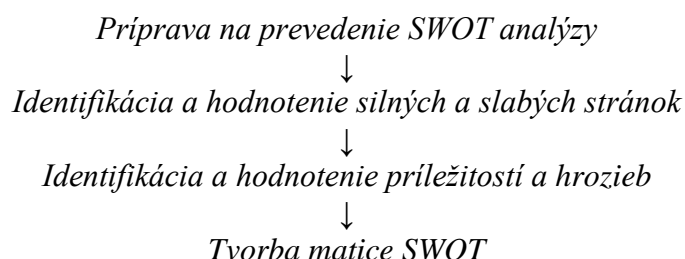 Príprava na prevedenie SWOT analýzy
↓
Identifikácia a hodnotenie silných a slabých stránok
↓
Identifikácia a hodnotenie príležitostí a hrozieb
↓
Tvorba matice SWOT